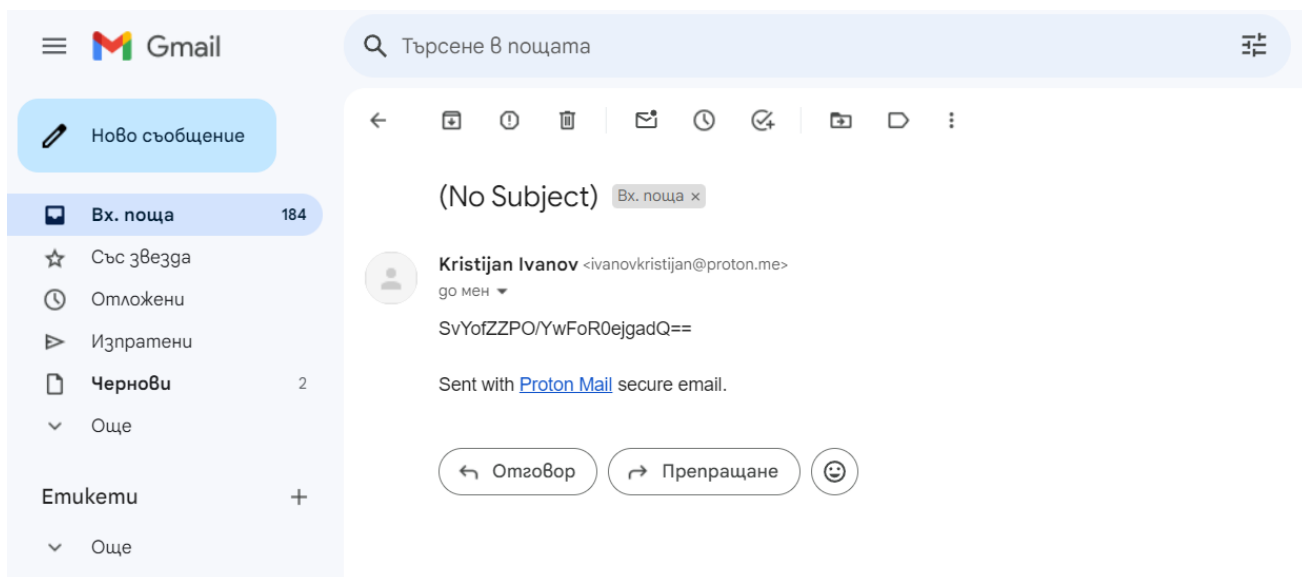 Gmail
Търсене в пощата
Ново съобщение
Вх. поща 184
Със звезда
Отложени
Изпратени
Чернови 2
Още
Етикети
Още
(No Subject) Вх. поща ×
Kristijan Ivanov <ivanovkristijan@proton.me>
до мен
SvYofZZPO/YwFoR0ejgadQ==
Sent with Proton Mail secure email.
Отговор Препращане